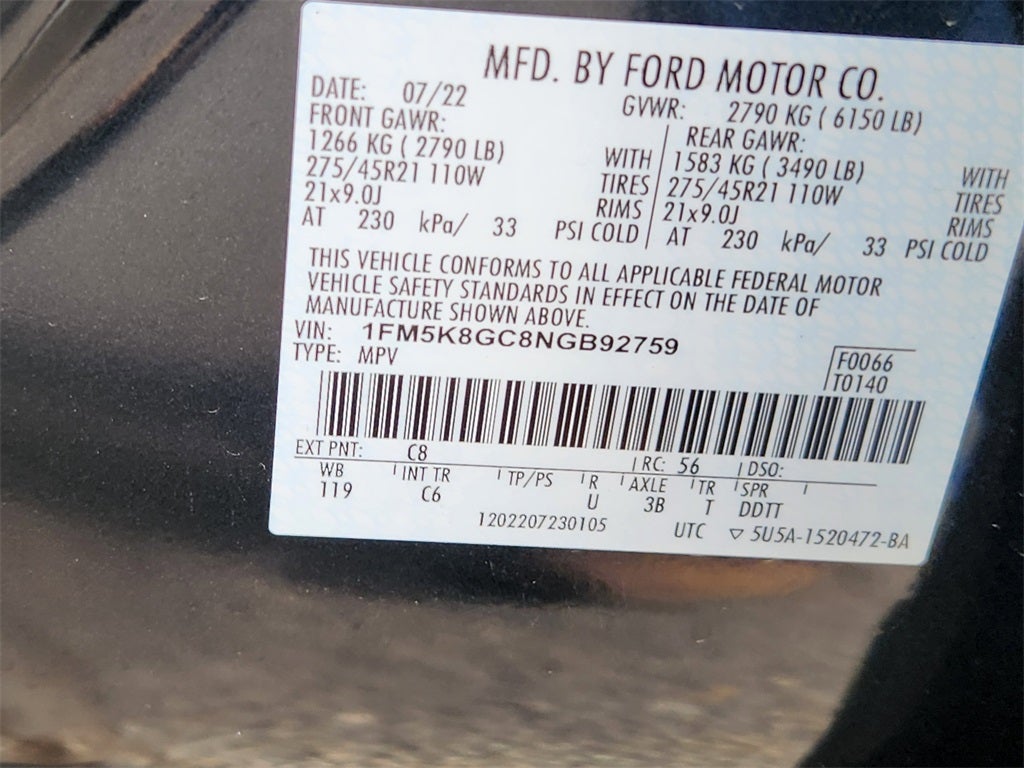 MFD. BY FORD MOTOR CO.
DATE: 07/22 GVWR: 2790 KG ( 6150 LB)
FRONT GAWR: REAR GAWR:
1266 KG ( 2790 LB) WITH 1583 KG ( 3490 LB) WITH
275/45R21 110W TIRES 275/45R21 110W TIRES
21x9.0J RIMS 21x9.0J RIMS
AT 230 kPa/ 33 PSI COLD AT 230 kPa/ 33 PSI COLD
THIS VEHICLE CONFORMS TO ALL APPLICABLE FEDERAL MOTOR
VEHICLE SAFETY STANDARDS IN EFFECT ON THE DATE OF
MANUFACTURE SHOWN ABOVE.
VIN: 1FM5K8GC8NGB92759
TYPE: MPV F0066
T0140
EXT PNT: C8 RC: 56 DSO:
WB INT TR TP/PS R AXLE TR SPR
119 C6 U 3B T DDTT
1202207230105 UTC ▽ 5U5A-1520472-BA